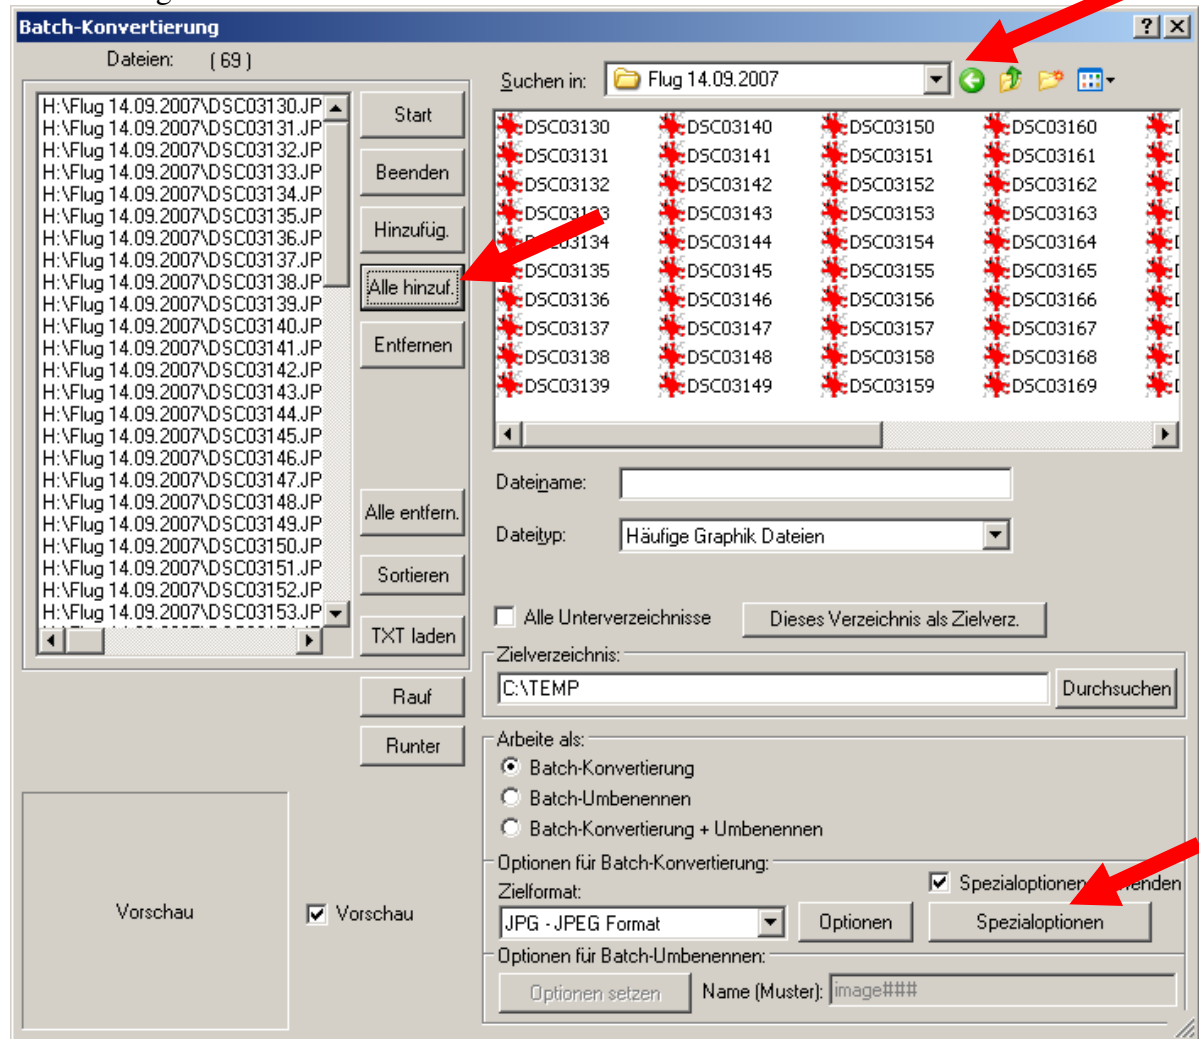 Batch-Konvertierung
Dateien: ( 69 )
H:\Flug 14.09.2007\DSC03130.JP
H:\Flug 14.09.2007\DSC03131.JP
H:\Flug 14.09.2007\DSC03132.JP
H:\Flug 14.09.2007\DSC03133.JP
H:\Flug 14.09.2007\DSC03134.JP
H:\Flug 14.09.2007\DSC03135.JP
H:\Flug 14.09.2007\DSC03136.JP
H:\Flug 14.09.2007\DSC03137.JP
H:\Flug 14.09.2007\DSC03138.JP
H:\Flug 14.09.2007\DSC03139.JP
H:\Flug 14.09.2007\DSC03140.JP
H:\Flug 14.09.2007\DSC03141.JP
H:\Flug 14.09.2007\DSC03142.JP
H:\Flug 14.09.2007\DSC03143.JP
H:\Flug 14.09.2007\DSC03144.JP
H:\Flug 14.09.2007\DSC03145.JP
H:\Flug 14.09.2007\DSC03146.JP
H:\Flug 14.09.2007\DSC03147.JP
H:\Flug 14.09.2007\DSC03148.JP
H:\Flug 14.09.2007\DSC03149.JP
H:\Flug 14.09.2007\DSC03150.JP
H:\Flug 14.09.2007\DSC03151.JP
H:\Flug 14.09.2007\DSC03152.JP
H:\Flug 14.09.2007\DSC03153.JP
Start
Beenden
Hinzufüg.
Alle hinzuf.
Entfernen
Alle entfern.
Sortieren
TXT laden
Rauf
Runter
Vorschau
Vorschau
Suchen in: Flug 14.09.2007
DSC03130 DSC03140 DSC03150 DSC03160
DSC03131 DSC03141 DSC03151 DSC03161
DSC03132 DSC03142 DSC03152 DSC03162
DSC03133 DSC03143 DSC03153 DSC03163
DSC03134 DSC03144 DSC03154 DSC03164
DSC03135 DSC03145 DSC03155 DSC03165
DSC03136 DSC03146 DSC03156 DSC03166
DSC03137 DSC03147 DSC03157 DSC03167
DSC03138 DSC03148 DSC03158 DSC03168
DSC03139 DSC03149 DSC03159 DSC03169
Dateiname:
Dateityp: Häufige Graphik Dateien
Alle Unterverzeichnisse Dieses Verzeichnis als Zielverz.
Zielverzeichnis:
C:\TEMP Durchsuchen
Arbeite als:
Batch-Konvertierung
Batch-Umbenennen
Batch-Konvertierung + Umbenennen
Optionen für Batch-Konvertierung:
Spezialoptionen
Zielformat:
JPG - JPEG Format Optionen Spezialoptionen
Optionen für Batch-Umbenennen:
Optionen setzen Name (Muster): image###